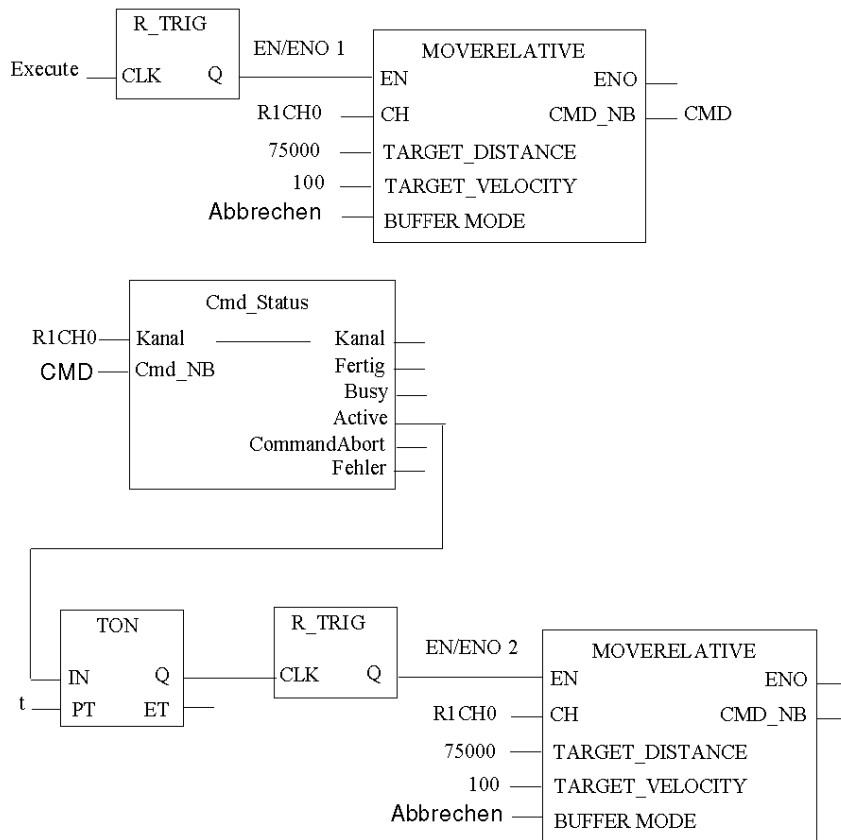 R_TRIG
EN/ENO 1
MOVERELATIVE
Execute
CLK Q
EN ENO
R1CH0
CH CMD_NB
CMD
75000
TARGET_DISTANCE
100
TARGET_VELOCITY
Abbrechen
BUFFER MODE
Cmd_Status
R1CH0
Kanal Kanal
CMD
Cmd_NB Fertig
Busy
Active
CommandAbort
Fehler
TON
R_TRIG
EN/ENO 2
MOVERELATIVE
IN Q
CLK Q
EN ENO
t
PT ET
R1CH0
CH CMD_NB
75000
TARGET_DISTANCE
100
TARGET_VELOCITY
Abbrechen
BUFFER MODE